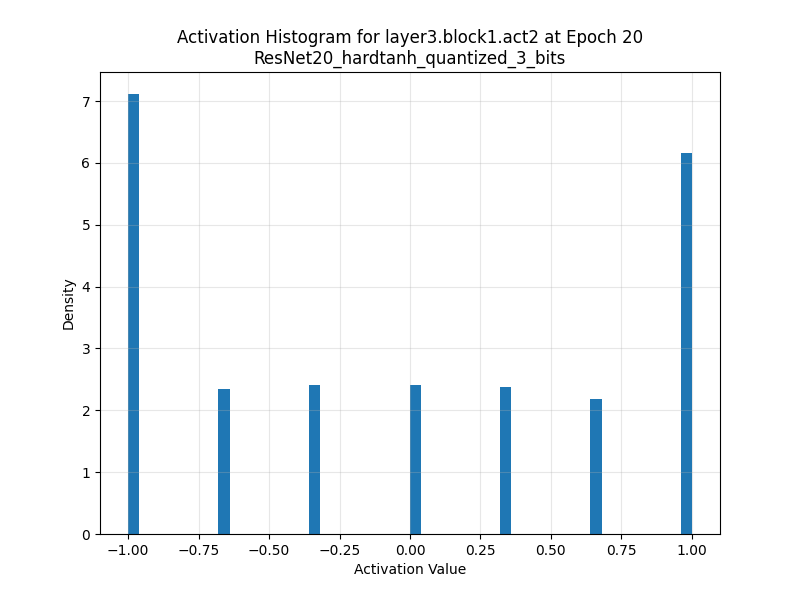 Activation Histogram for layer3.block1.act2 at Epoch 20
ResNet20_hardtanh_quantized_3_bits
Density
7
6
5
4
3
2
1
0
−1.00 −0.75 −0.50 −0.25 0.00 0.25 0.50 0.75 1.00
Activation Value